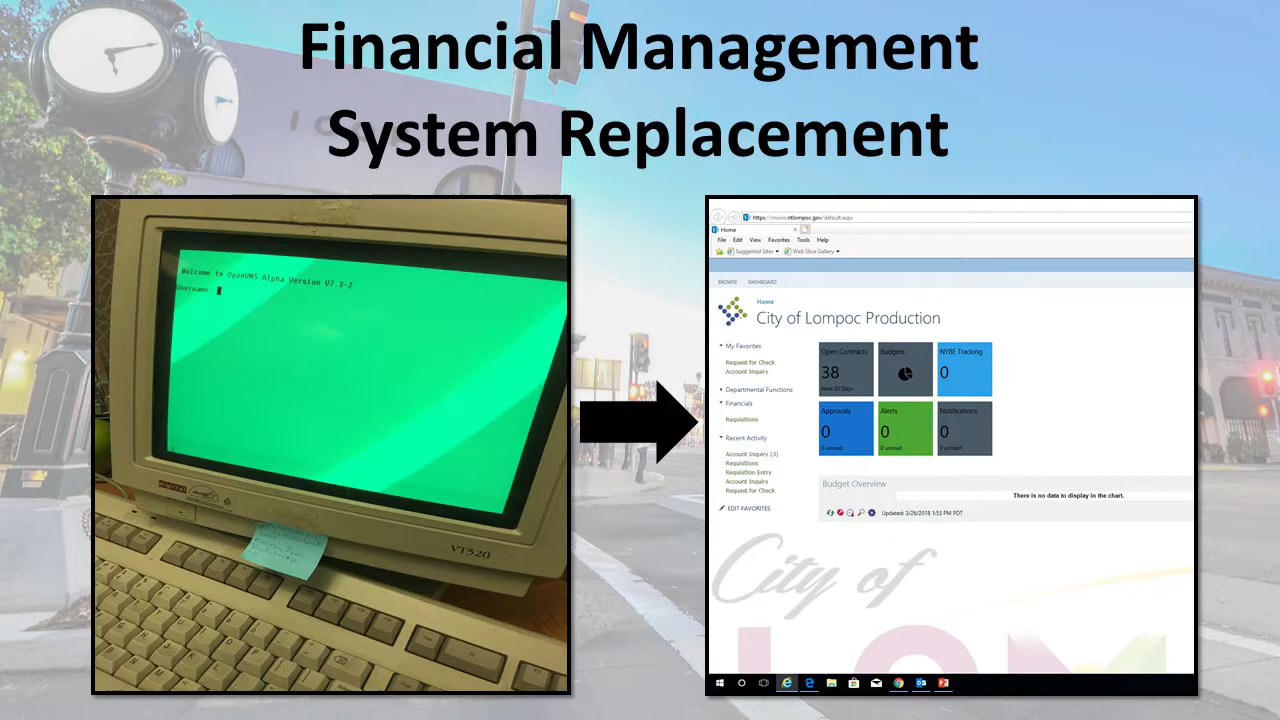 Financial Management
System Replacement
Welcome to OpenVMS Alpha Version V7.3-2
Username:
digital
VT520
https://munis.ntlompoc.gov/default.aspx
Home
File Edit View Favorites Tools Help
Suggested Sites Web Slice Gallery
BROWSE DASHBOARD
Home
City of Lompoc Production
My Favorites
Request for Check
Account Inquiry
Departmental Functions
Financials
Requisitions
Recent Activity
Account Inquiry (3)
Requisitions
Requisition Entry
Account Inquiry
Request for Check
EDIT FAVORITES
Open Contracts
38
Next 30 Days
Budgets
NYBE Tracking
0
Approvals
0
0 unread
Alerts
0
0 unread
Notifications
0
0 unread
Budget Overview
There is no data to display in the chart.
Updated: 3/26/2018 1:53 PM PDT
City of
LOM